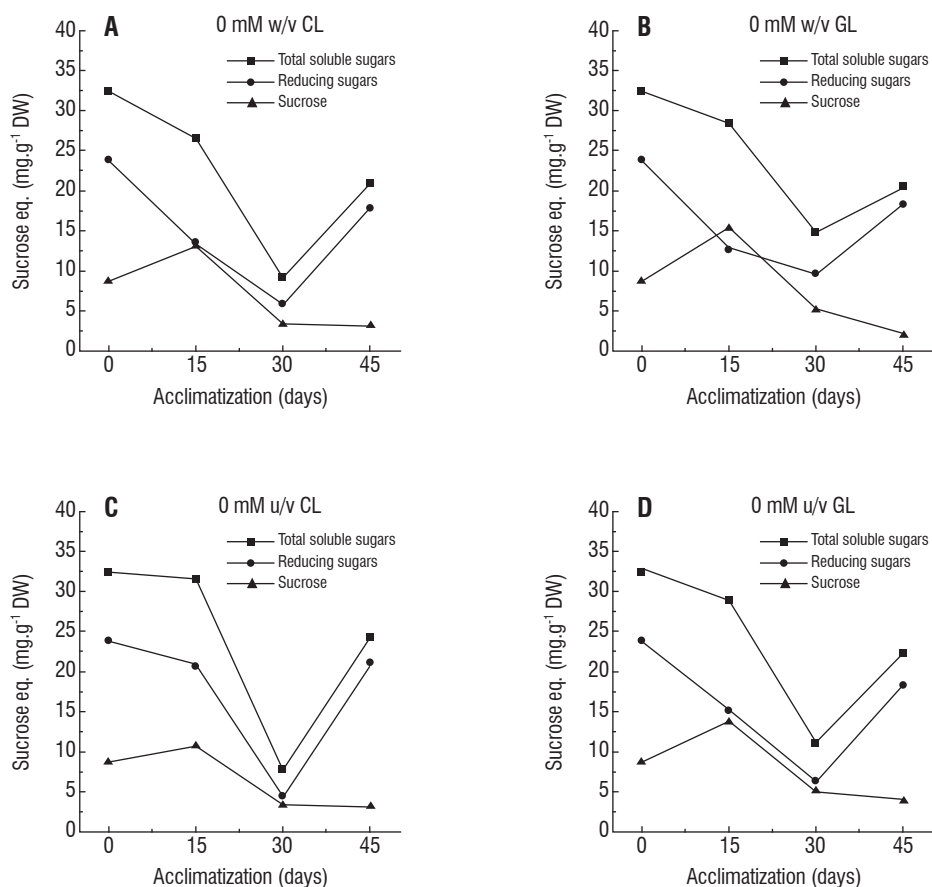 A
0 mM w/v CL
Total soluble sugars
Reducing sugars
Sucrose
Sucrose eq. (mg.g⁻¹ DW)
40
35
30
25
20
15
10
5
0
0 15 30 45
Acclimatization (days)
B
0 mM w/v GL
Total soluble sugars
Reducing sugars
Sucrose
Sucrose eq. (mg.g⁻¹ DW)
40
35
30
25
20
15
10
5
0
0 15 30 45
Acclimatization (days)
C
0 mM u/v CL
Total soluble sugars
Reducing sugars
Sucrose
Sucrose eq. (mg.g⁻¹ DW)
40
35
30
25
20
15
10
5
0
0 15 30 45
Acclimatization (days)
D
0 mM u/v GL
Total soluble sugars
Reducing sugars
Sucrose
Sucrose eq. (mg.g⁻¹ DW)
40
35
30
25
20
15
10
5
0
0 15 30 45
Acclimatization (days)